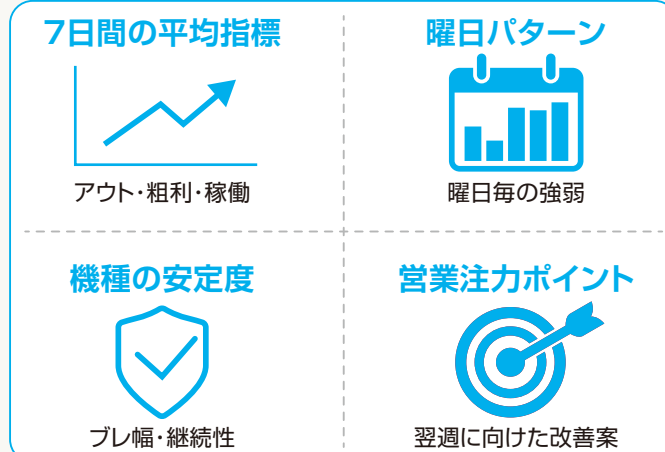 7日間の平均指標
アウト・粗利・稼働
曜日パターン
曜日毎の強弱
機種の安定度
ブレ幅・継続性
営業注力ポイント
翌週に向けた改善案